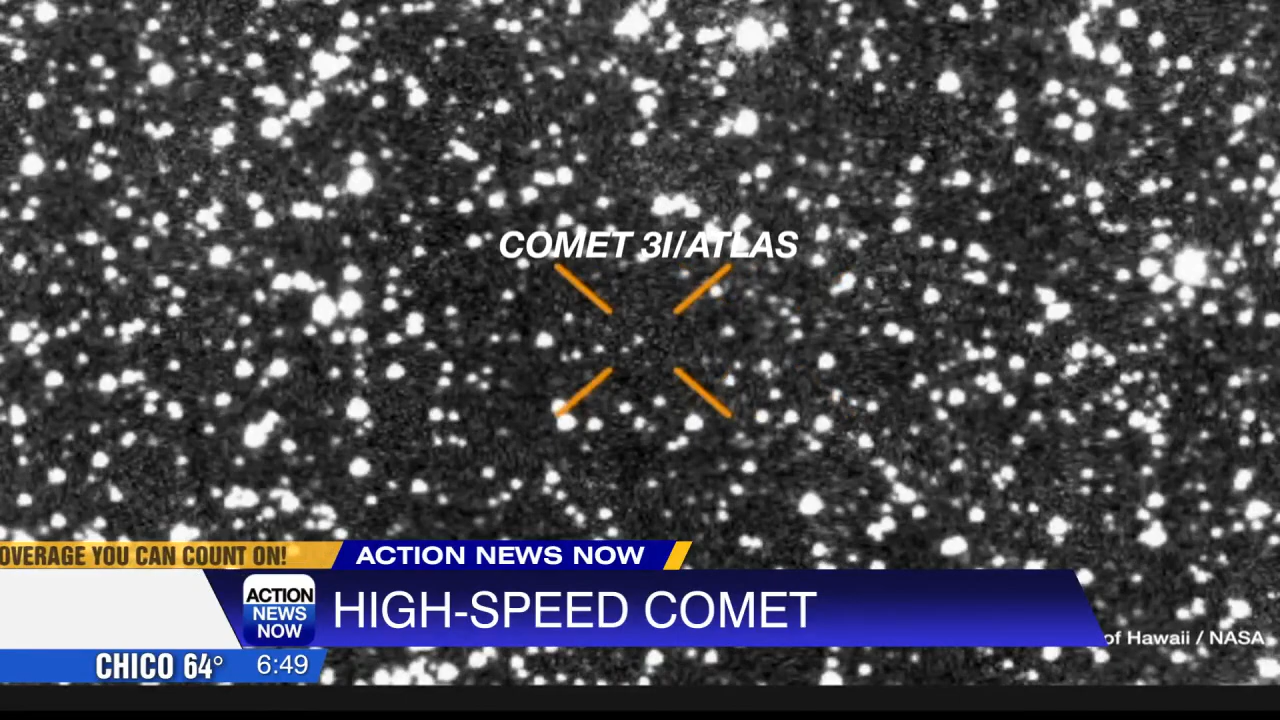 COMET 3I/ATLAS
OVERAGE YOU CAN COUNT ON!
ACTION NEWS NOW
ACTION
NEWS
NOW
HIGH-SPEED COMET
of Hawaii / NASA
CHICO 64° 6:49